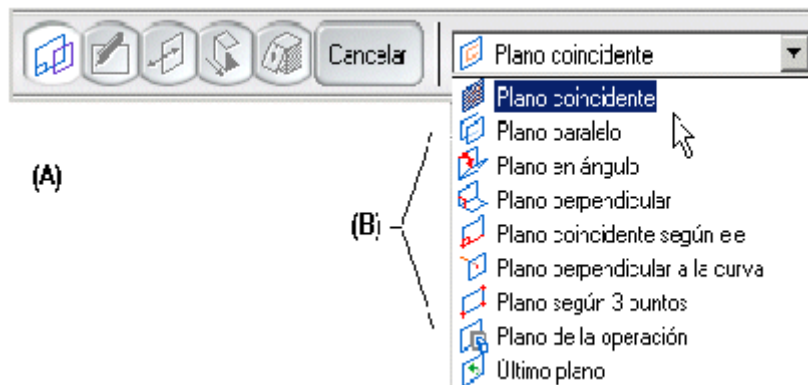 Cancelar
Plano coincidente
Plano coincidente
Plano paralelo
(A)
Plano en ángulo
(B)
Plano perpendicular
Plano coincidente según eje
Plano perpendicular a la curva
Plano según 3 puntos
Plano de la operación
Último plano